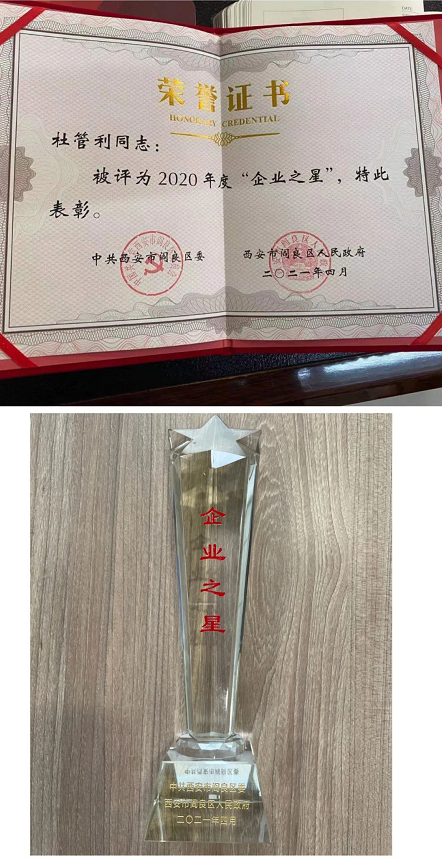 荣誉证书
HONORARY CREDENTIAL
杜管利同志：
被评为 2020 年度“企业之星”，特此
表彰。
中共西安市阎良区委
西安市阎良区人民政府
二〇二一年四月
企业之星
中共西安市阎良区委
西安市阎良区人民政府
二〇二一年四月